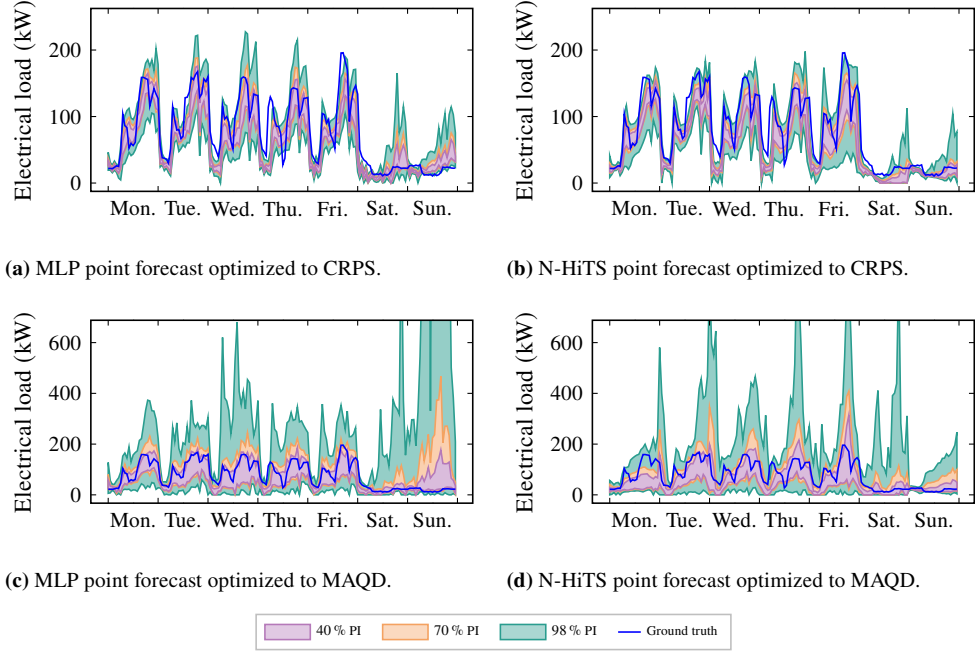 Electrical load (kW)
200
100
0
Mon. Tue. Wed. Thu. Fri. Sat. Sun.
(a) MLP point forecast optimized to CRPS.
Electrical load (kW)
200
100
0
Mon. Tue. Wed. Thu. Fri. Sat. Sun.
(b) N-HiTS point forecast optimized to CRPS.
Electrical load (kW)
600
400
200
0
Mon. Tue. Wed. Thu. Fri. Sat. Sun.
(c) MLP point forecast optimized to MAQD.
Electrical load (kW)
600
400
200
0
Mon. Tue. Wed. Thu. Fri. Sat. Sun.
(d) N-HiTS point forecast optimized to MAQD.
40 % PI 70 % PI 98 % PI Ground truth